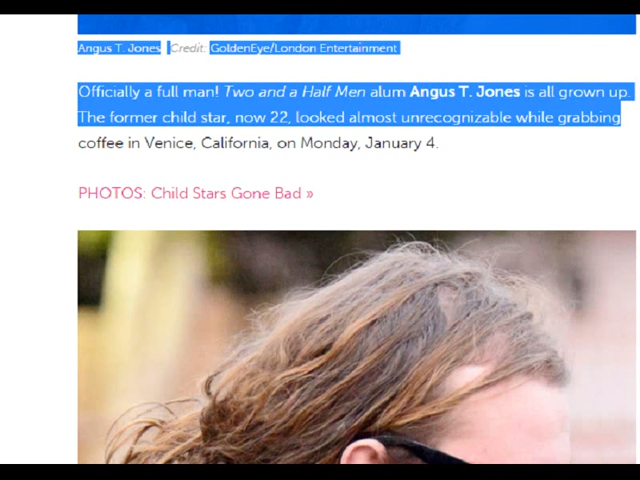 Angus T. Jones Credit: GoldenEye/London Entertainment
Officially a full man! Two and a Half Men alum Angus T. Jones is all grown up.
The former child star, now 22, looked almost unrecognizable while grabbing
coffee in Venice, California, on Monday, January 4.
PHOTOS: Child Stars Gone Bad »